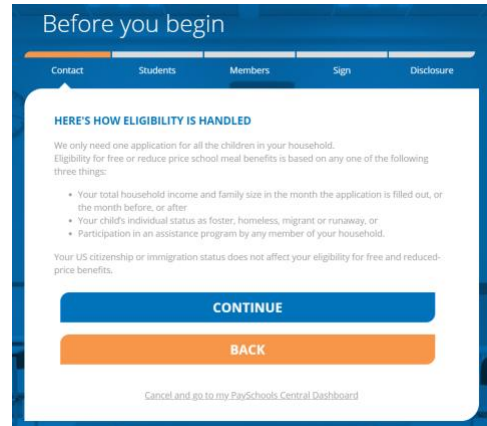 Before you begin
Contact Students Members Sign Disclosure
HERE'S HOW ELIGIBILITY IS HANDLED
We only need one application for all the children in your household.
Eligibility for free or reduce price school meal benefits is based on any one of the following
three things:
• Your total household income and family size in the month the application is filled out, or
the month before, or after
• Your child's individual status as foster, homeless, migrant or runaway, or
• Participation in an assistance program by any member of your household.
Your US citizenship or immigration status does not affect your eligibility for free and reduced-
price benefits.
CONTINUE
BACK
Cancel and go to my PaySchools Central Dashboard